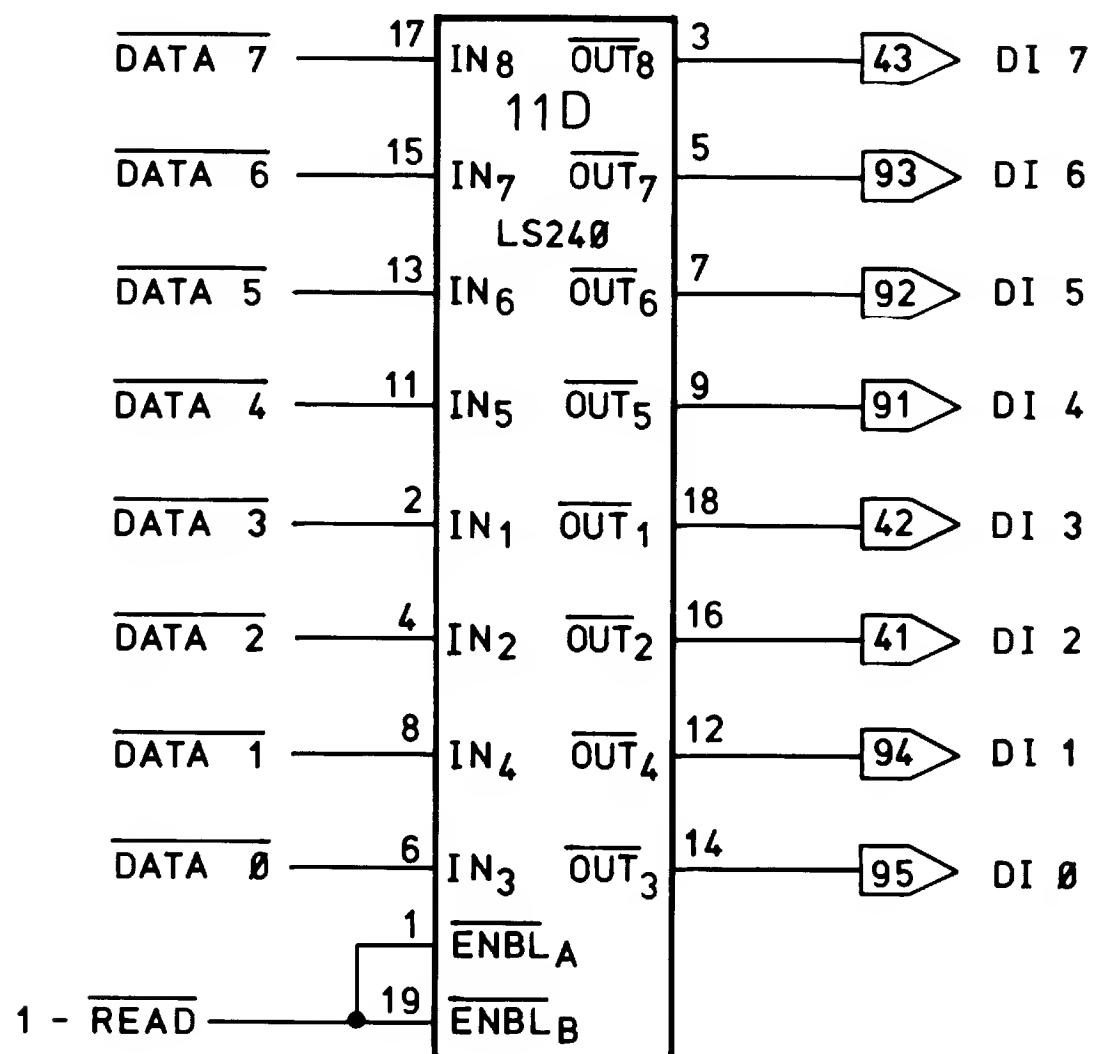 DATA 7 17 IN8 OUT8 3 43 DI 7
11D
DATA 6 15 IN7 OUT7 5 93 DI 6
LS240
DATA 5 13 IN6 OUT6 7 92 DI 5
DATA 4 11 IN5 OUT5 9 91 DI 4
DATA 3 2 IN1 OUT1 18 42 DI 3
DATA 2 4 IN2 OUT2 16 41 DI 2
DATA 1 8 IN4 OUT4 12 94 DI 1
DATA 0 6 IN3 OUT3 14 95 DI 0
1 ENBLA
1 - READ 19 ENBLB